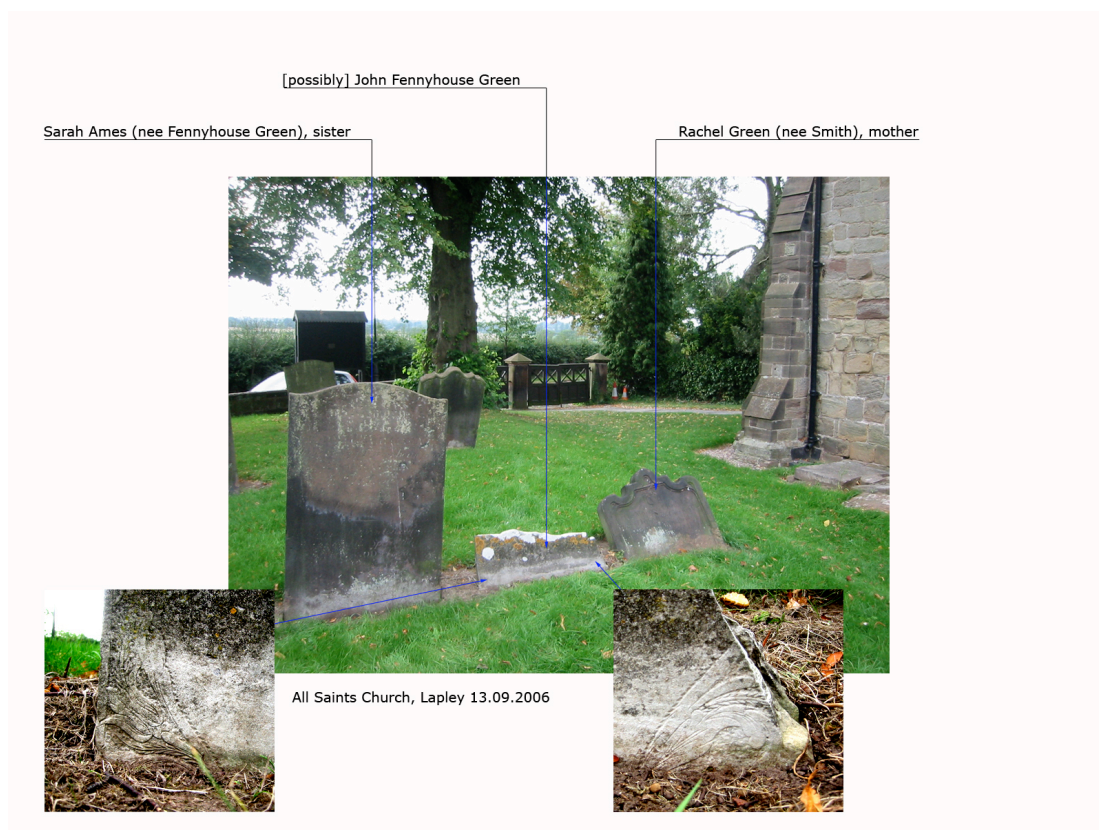 [possibly] John Fennyhouse Green
Sarah Ames (nee Fennyhouse Green), sister
Rachel Green (nee Smith), mother
All Saints Church, Lapley 13.09.2006